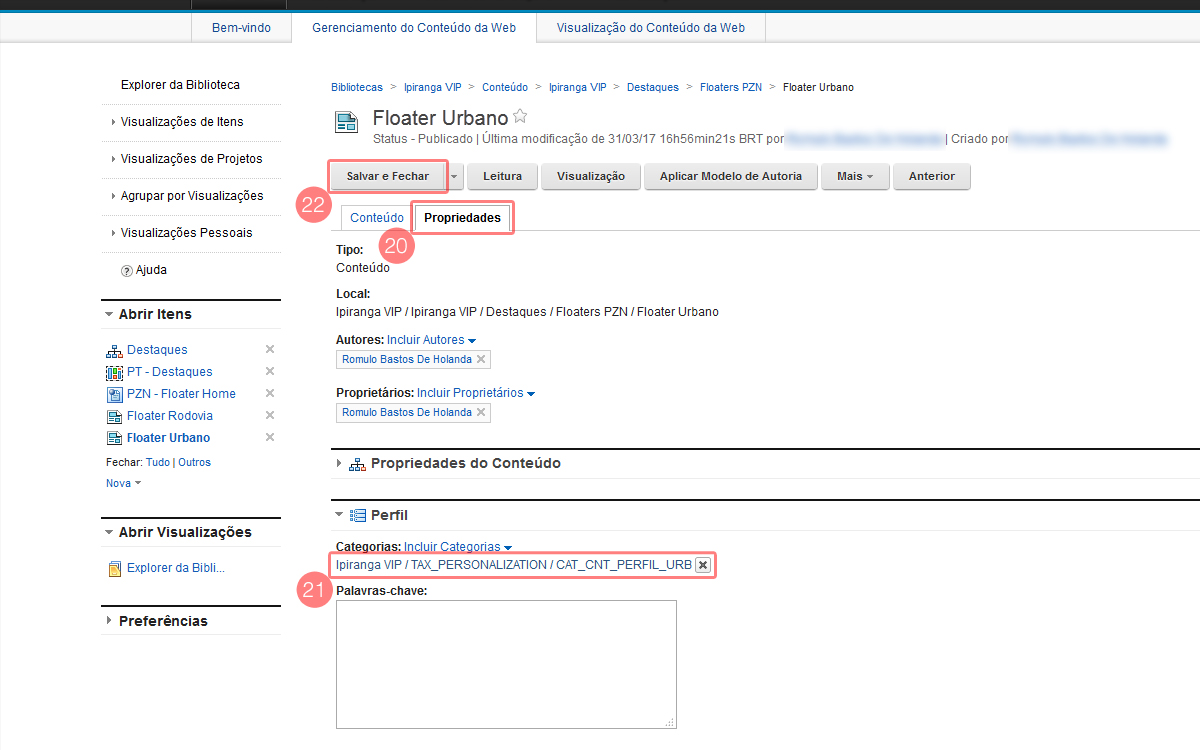 Bem-vindo
Gerenciamento do Conteúdo da Web
Visualização do Conteúdo da Web
Explorer da Biblioteca
Visualizações de Itens
Visualizações de Projetos
Agrupar por Visualizações
Visualizações Pessoais
? Ajuda
Abrir Itens
Destaques
PT - Destaques
PZN - Floater Home
Floater Rodovia
Floater Urbano
Fechar: Tudo | Outros
Nova
Abrir Visualizações
Explorer da Bibli...
Preferências
Bibliotecas > Ipiranga VIP > Conteúdo > Ipiranga VIP > Destaques > Floaters PZN > Floater Urbano
Floater Urbano
Status - Publicado | Última modificação de 31/03/17 16h56min21s BRT por | Criado por
Salvar e Fechar
Leitura
Visualização
Aplicar Modelo de Autoria
Mais
Anterior
22
Conteúdo
Propriedades
20
Tipo:
Conteúdo
Local:
Ipiranga VIP / Ipiranga VIP / Destaques / Floaters PZN / Floater Urbano
Autores: Incluir Autores
Romulo Bastos De Holanda
Proprietários: Incluir Proprietários
Romulo Bastos De Holanda
Propriedades do Conteúdo
Perfil
Categorias: Incluir Categorias
Ipiranga VIP / TAX_PERSONALIZATION / CAT_CNT_PERFIL_URB
21
Palavras-chave: